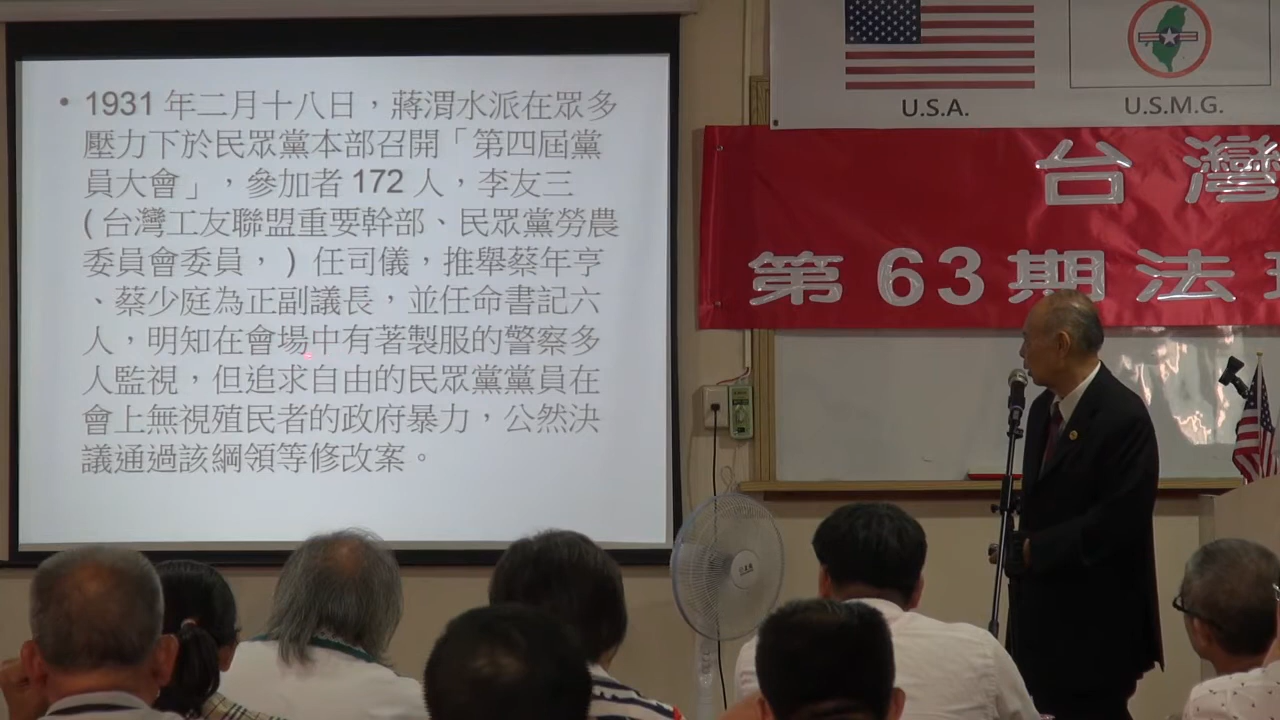 • 1931 年二月十八日，蔣渭水派在眾多
壓力下於民眾黨本部召開「第四屆黨
員大會」，參加者 172 人，李友三
( 台灣工友聯盟重要幹部、民眾黨勞農
委員會委員， ) 任司儀，推舉蔡年亨
、蔡少庭為正副議長，並任命書記六
人，明知在會場中有著製服的警察多
人監視，但追求自由的民眾黨黨員在
會上無視殖民者的政府暴力，公然決
議通過該綱領等修改案。
U.S.A.
U.S.M.G.
台灣
第 63 期法